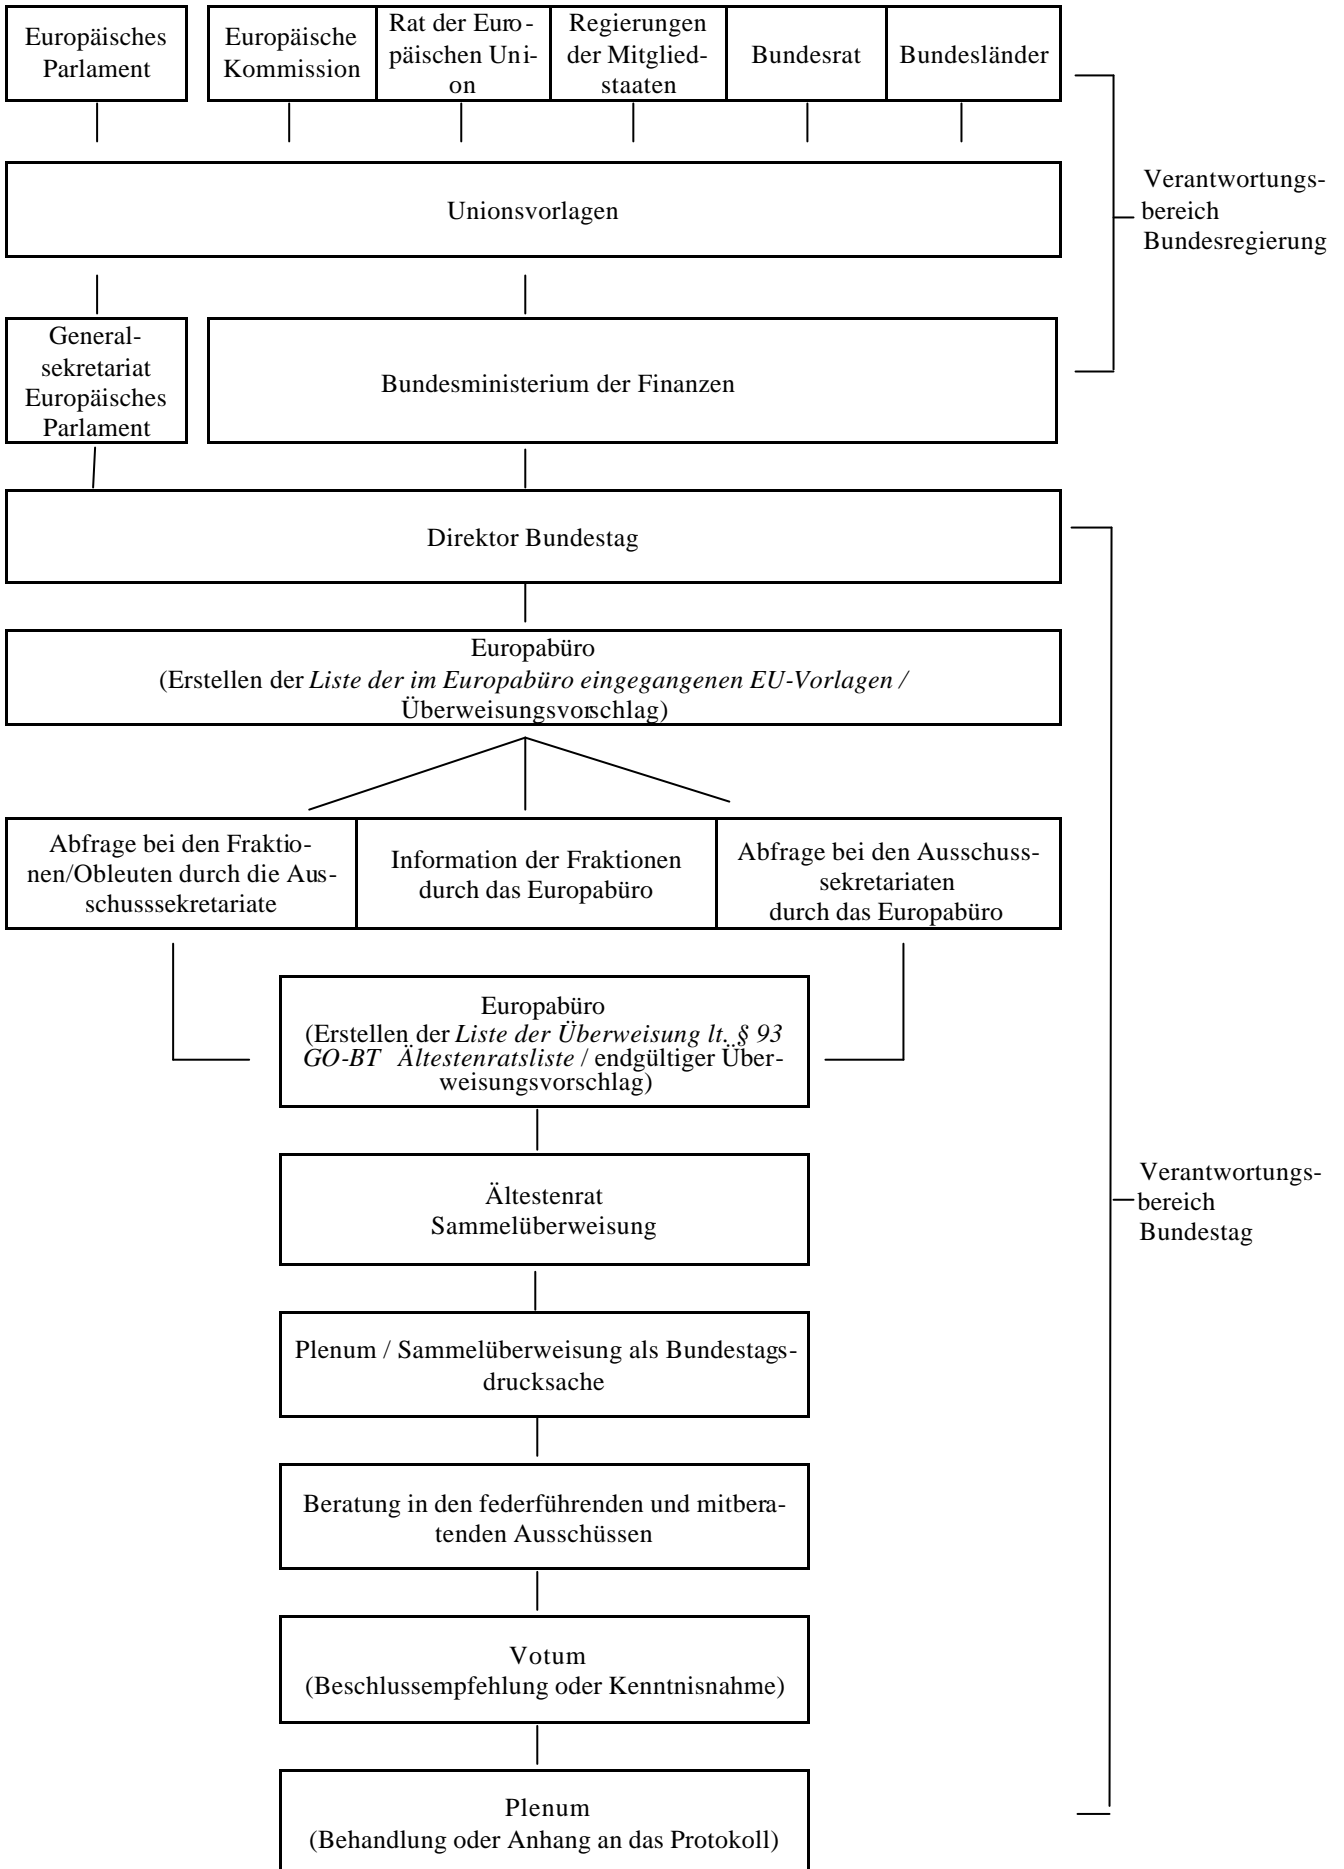 Europäisches
Parlament
Europäische
Kommission
Rat der Euro-
päischen Uni-
on
Regierungen
der Mitglied-
staaten
Bundesrat
Bundesländer
Verantwortungs-
bereich
Bundesregierung
Unionsvorlagen
General-
sekretariat
Europäisches
Parlament
Bundesministerium der Finanzen
Direktor Bundestag
Europabüro
(Erstellen der Liste der im Europabüro eingegangenen EU-Vorlagen /
Überweisungsvorschlag)
Abfrage bei den Fraktio-
nen/Obleuten durch die Aus-
schusssekretariate
Information der Fraktionen
durch das Europabüro
Abfrage bei den Ausschuss-
sekretariaten
durch das Europabüro
Europabüro
(Erstellen der Liste der Überweisung lt. § 93
GO-BT Ältestenratsliste / endgültiger Über-
weisungsvorschlag)
Ältestenrat
Sammelüberweisung
Verantwortungs-
bereich
Bundestag
Plenum / Sammelüberweisung als Bundestags-
drucksache
Beratung in den federführenden und mitbera-
tenden Ausschüssen
Votum
(Beschlussempfehlung oder Kenntnisnahme)
Plenum
(Behandlung oder Anhang an das Protokoll)